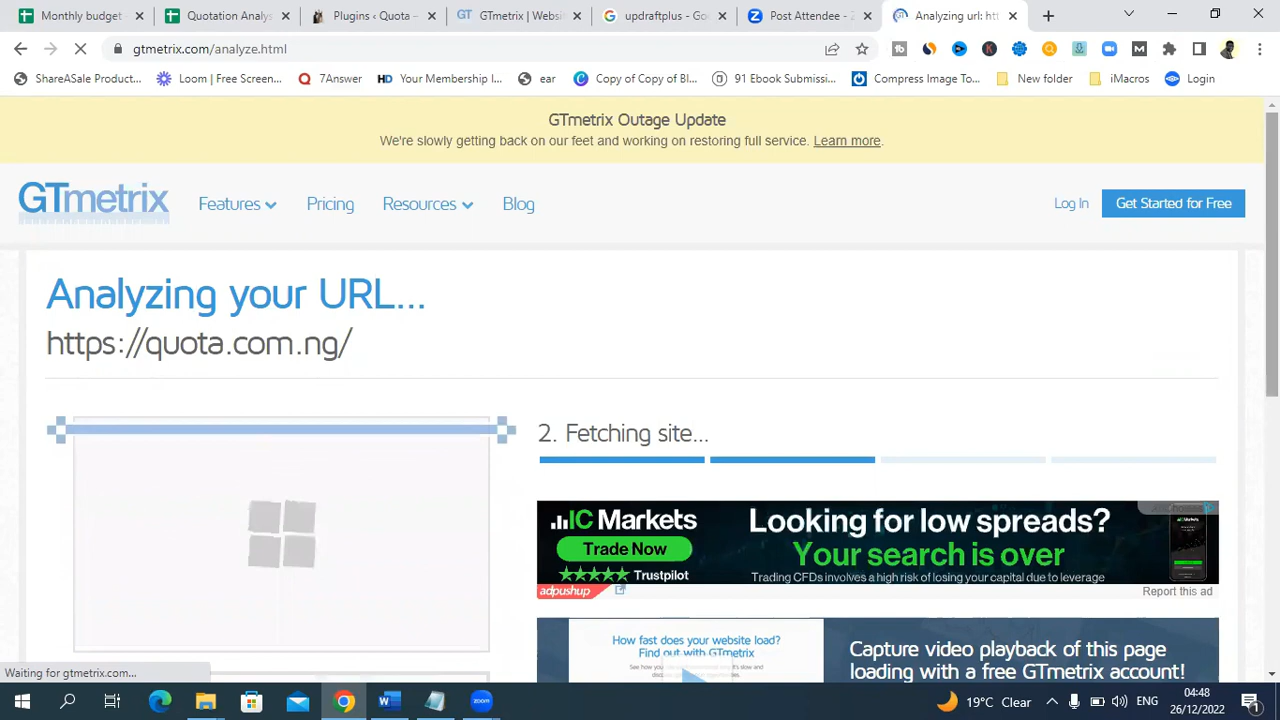 Monthly budget
Quotation Analys
Plugins ‹ Quota –
GTmetrix | Websit
updraftplus - Go
Post Attendee - Z
Analyzing url: ht
gtmetrix.com/analyze.html
ShareASale Product...
Loom | Free Screen...
7Answer
Your Membership I...
ear
Copy of Copy of Bl...
91 Ebook Submissi...
Compress Image To...
New folder
iMacros
Login
GTmetrix Outage Update
We're slowly getting back on our feet and working on restoring full service. Learn more.
GTmetrix
Features
Pricing
Resources
Blog
Log In
Get Started for Free
Analyzing your URL...
https://quota.com.ng/
2. Fetching site...
IC Markets
Trade Now
Trustpilot
Looking for low spreads?
Your search is over
Trading CFDs involves a high risk of losing your capital due to leverage
adpushup
Report this ad
How fast does your website load?
Find out with GTmetrix
Capture video playback of this page
loading with a free GTmetrix account!
Waiting for gtmetrix.com...
zoom
19°C Clear
ENG
04:48
26/12/2022